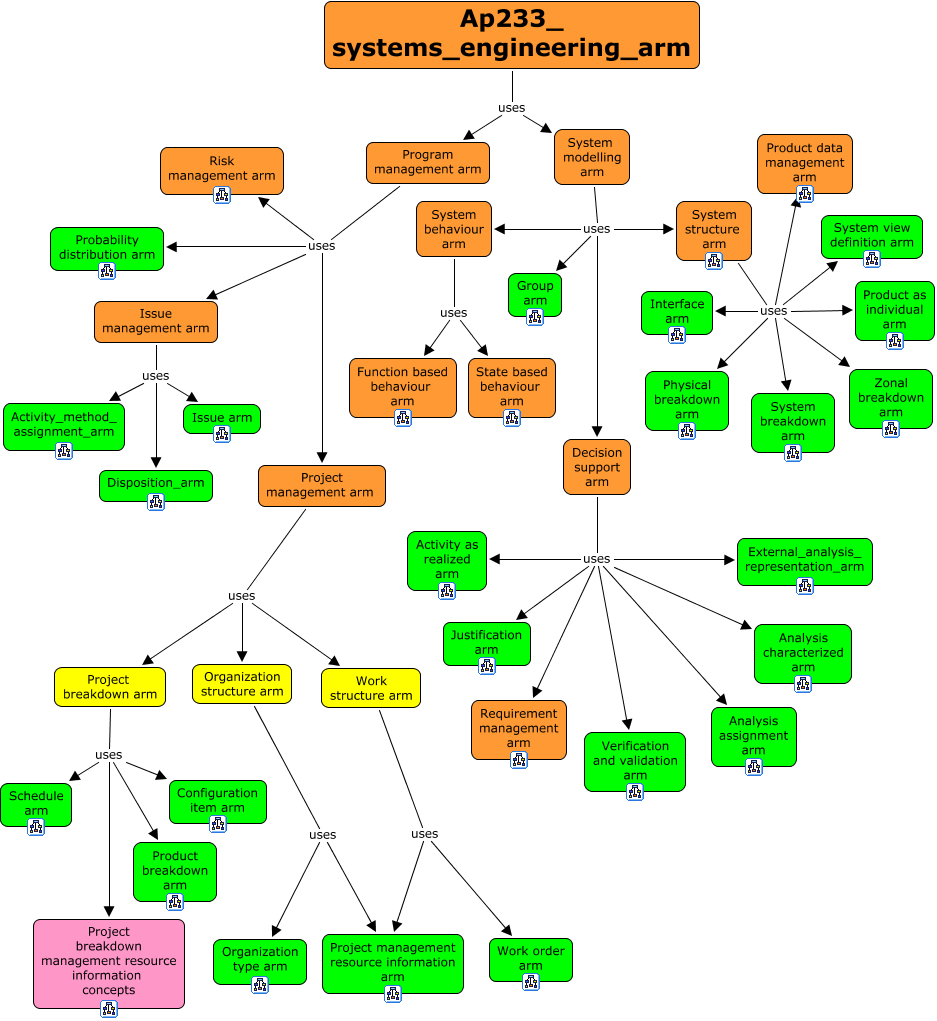 Ap233_
systems_engineering_arm
uses
Program
management arm
System
modelling
arm
Risk
management arm
Product data
management
arm
System
behaviour
arm
System
structure
arm
System view
definition arm
Probability
distribution arm
uses
uses
Group
arm
Interface
arm
uses
Product as
individual
arm
Issue
management arm
uses
uses
Function based
behaviour
arm
State based
behaviour
arm
Physical
breakdown
arm
System
breakdown
arm
Zonal
breakdown
arm
Activity_method_
assignment_arm
Issue arm
Disposition_arm
Project
management arm
Decision
support
arm
uses
Activity as
realized
arm
uses
External_analysis_
representation_arm
Justification
arm
Analysis
characterized
arm
Requirement
management
arm
Verification
and validation
arm
Analysis
assignment
arm
Project
breakdown arm
Organization
structure arm
Work
structure arm
uses
Schedule
arm
Configuration
item arm
Product
breakdown
arm
uses
uses
Project
breakdown
management resource
information
concepts
Organization
type arm
Project management
resource information
arm
Work order
arm